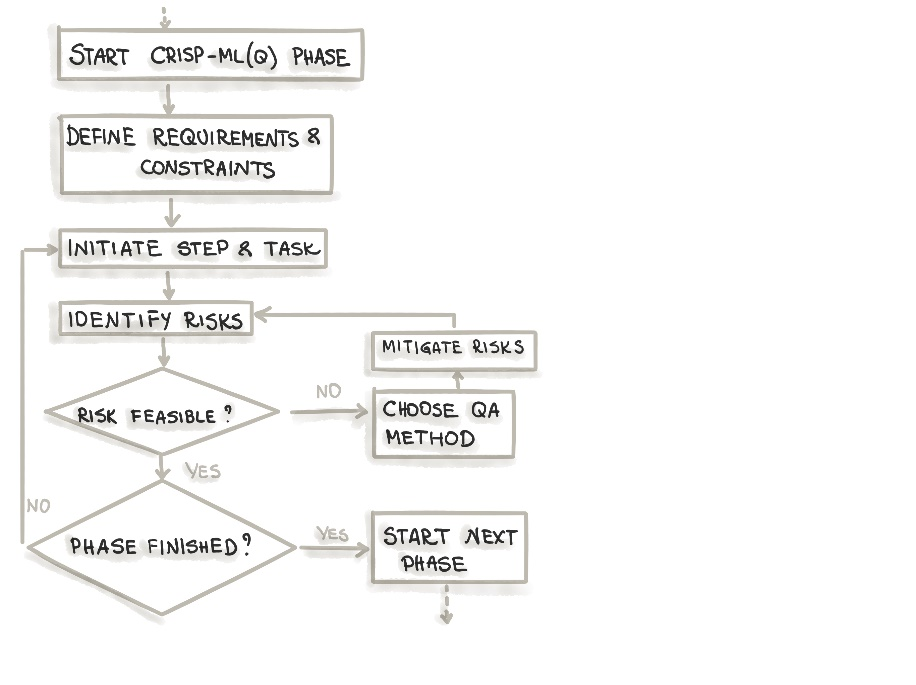 START CRISP-ML(Q) PHASE
DEFINE REQUIREMENTS &
CONSTRAINTS
INITIATE STEP & TASK
IDENTIFY RISKS
MITIGATE RISKS
NO
CHOOSE QA
METHOD
RISK FEASIBLE?
YES
NO
PHASE FINISHED?
YES
START NEXT
PHASE